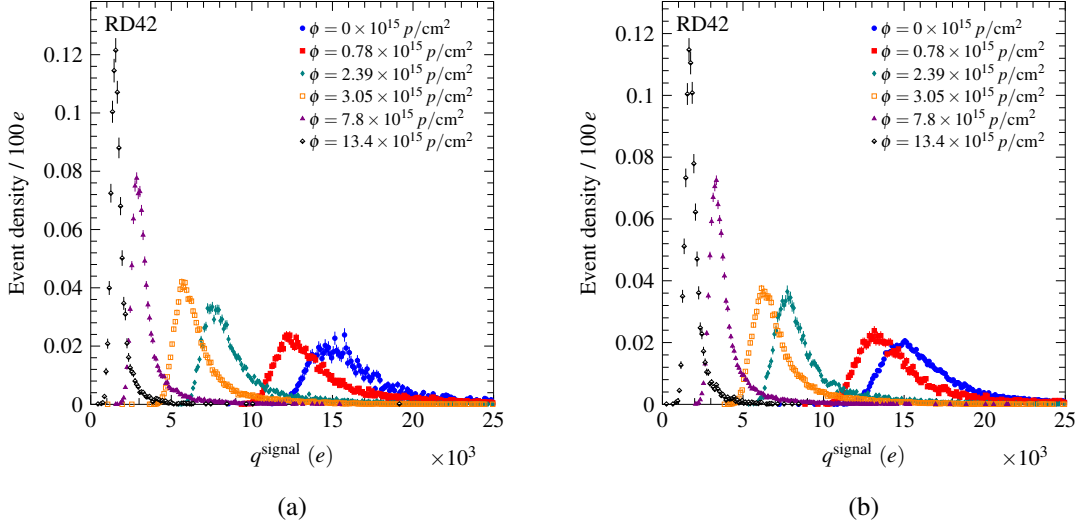 RD42
ϕ = 0 × 10¹⁵ p/cm²
ϕ = 0.78 × 10¹⁵ p/cm²
ϕ = 2.39 × 10¹⁵ p/cm²
ϕ = 3.05 × 10¹⁵ p/cm²
ϕ = 7.8 × 10¹⁵ p/cm²
ϕ = 13.4 × 10¹⁵ p/cm²
Event density / 100 e
0.12
0.1
0.08
0.06
0.04
0.02
0
0 5 10 15 20 25
q^signal (e) × 10³
(a)
RD42
ϕ = 0 × 10¹⁵ p/cm²
ϕ = 0.78 × 10¹⁵ p/cm²
ϕ = 2.39 × 10¹⁵ p/cm²
ϕ = 3.05 × 10¹⁵ p/cm²
ϕ = 7.8 × 10¹⁵ p/cm²
ϕ = 13.4 × 10¹⁵ p/cm²
Event density / 100 e
0.12
0.1
0.08
0.06
0.04
0.02
0
0 5 10 15 20 25
q^signal (e) × 10³
(b)